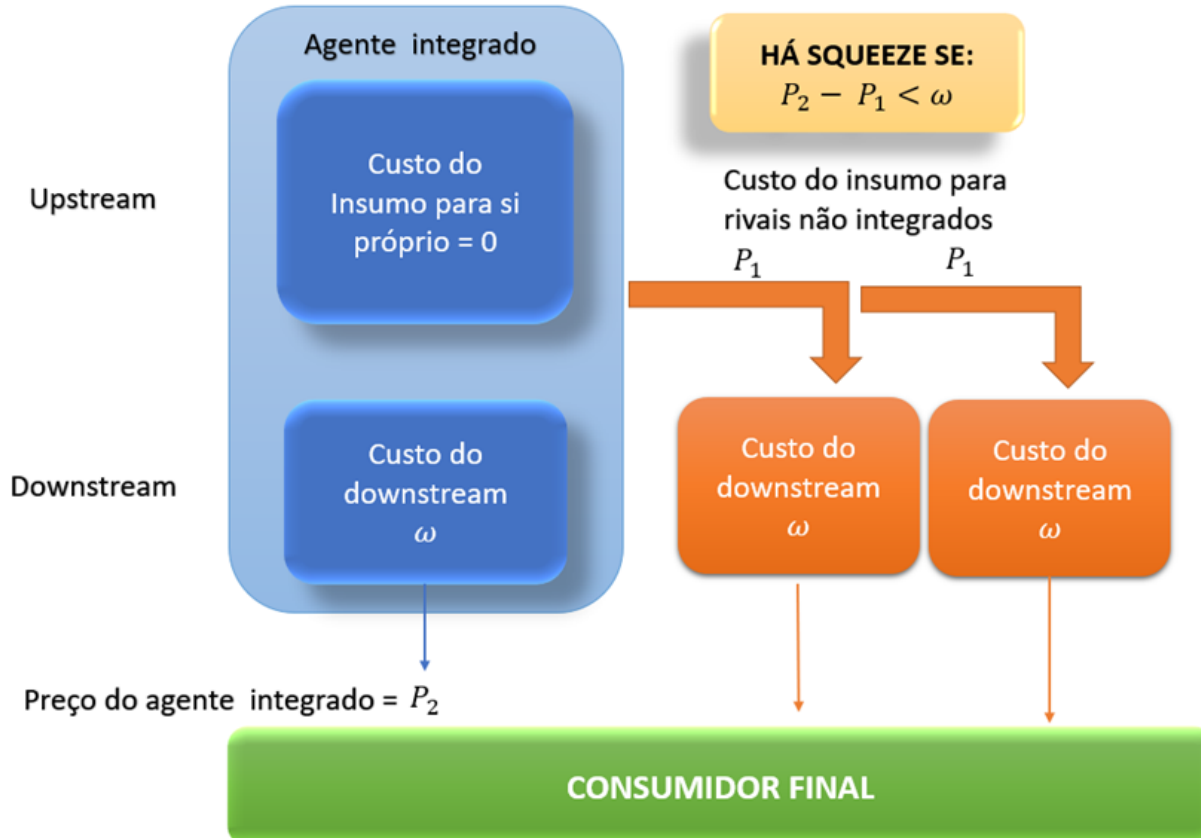 Agente integrado
HÁ SQUEEZE SE:
P₂ − P₁ < ω
Upstream
Custo do
Insumo para si
próprio = 0
Custo do insumo para
rivais não integrados
P₁
P₁
Downstream
Custo do
downstream
ω
Custo do
downstream
ω
Custo do
downstream
ω
Preço do agente integrado = P₂
CONSUMIDOR FINAL